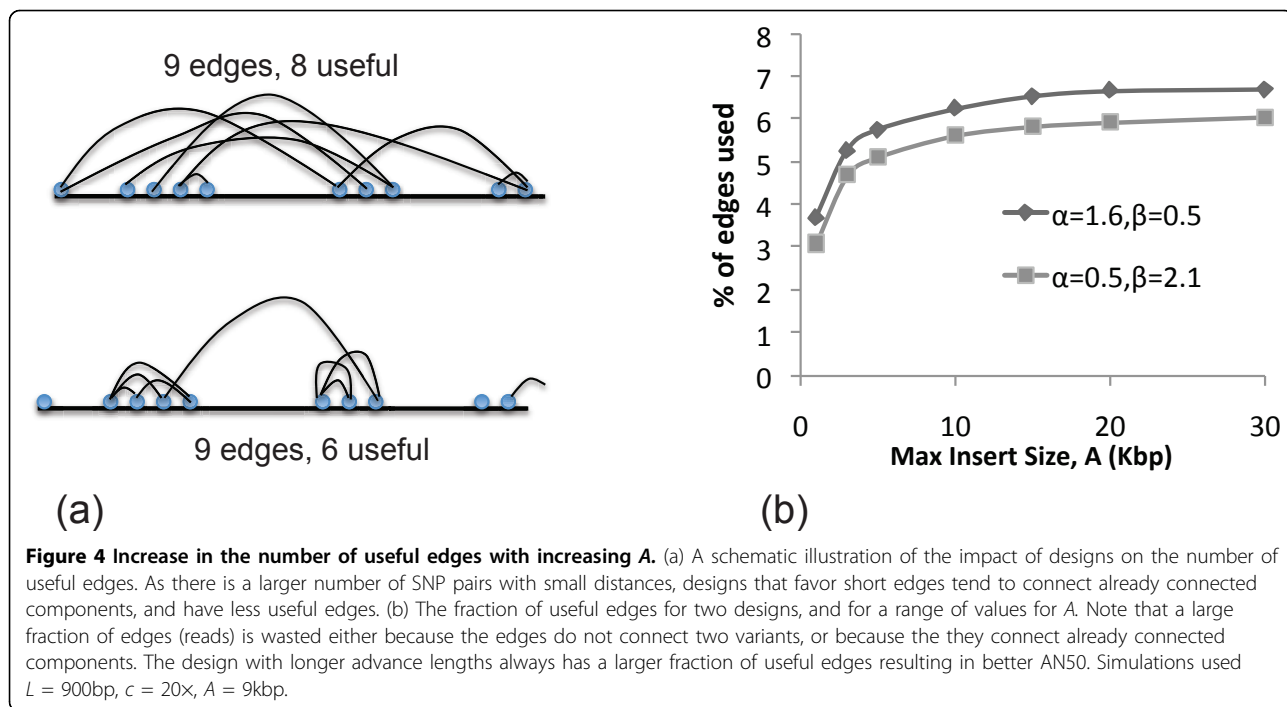 9 edges, 8 useful
9 edges, 6 useful
(a)
8
7
6
5
4
3
2
1
0
% of edges used
α=1.6,β=0.5
α=0.5,β=2.1
0
10
20
30
Max Insert Size, A (Kbp)
(b)
Figure 4 Increase in the number of useful edges with increasing A. (a) A schematic illustration of the impact of designs on the number of
useful edges. As there is a larger number of SNP pairs with small distances, designs that favor short edges tend to connect already connected
components, and have less useful edges. (b) The fraction of useful edges for two designs, and for a range of values for A. Note that a large
fraction of edges (reads) is wasted either because the edges do not connect two variants, or because the they connect already connected
components. The design with longer advance lengths always has a larger fraction of useful edges resulting in better AN50. Simulations used
L = 900bp, c = 20×, A = 9kbp.